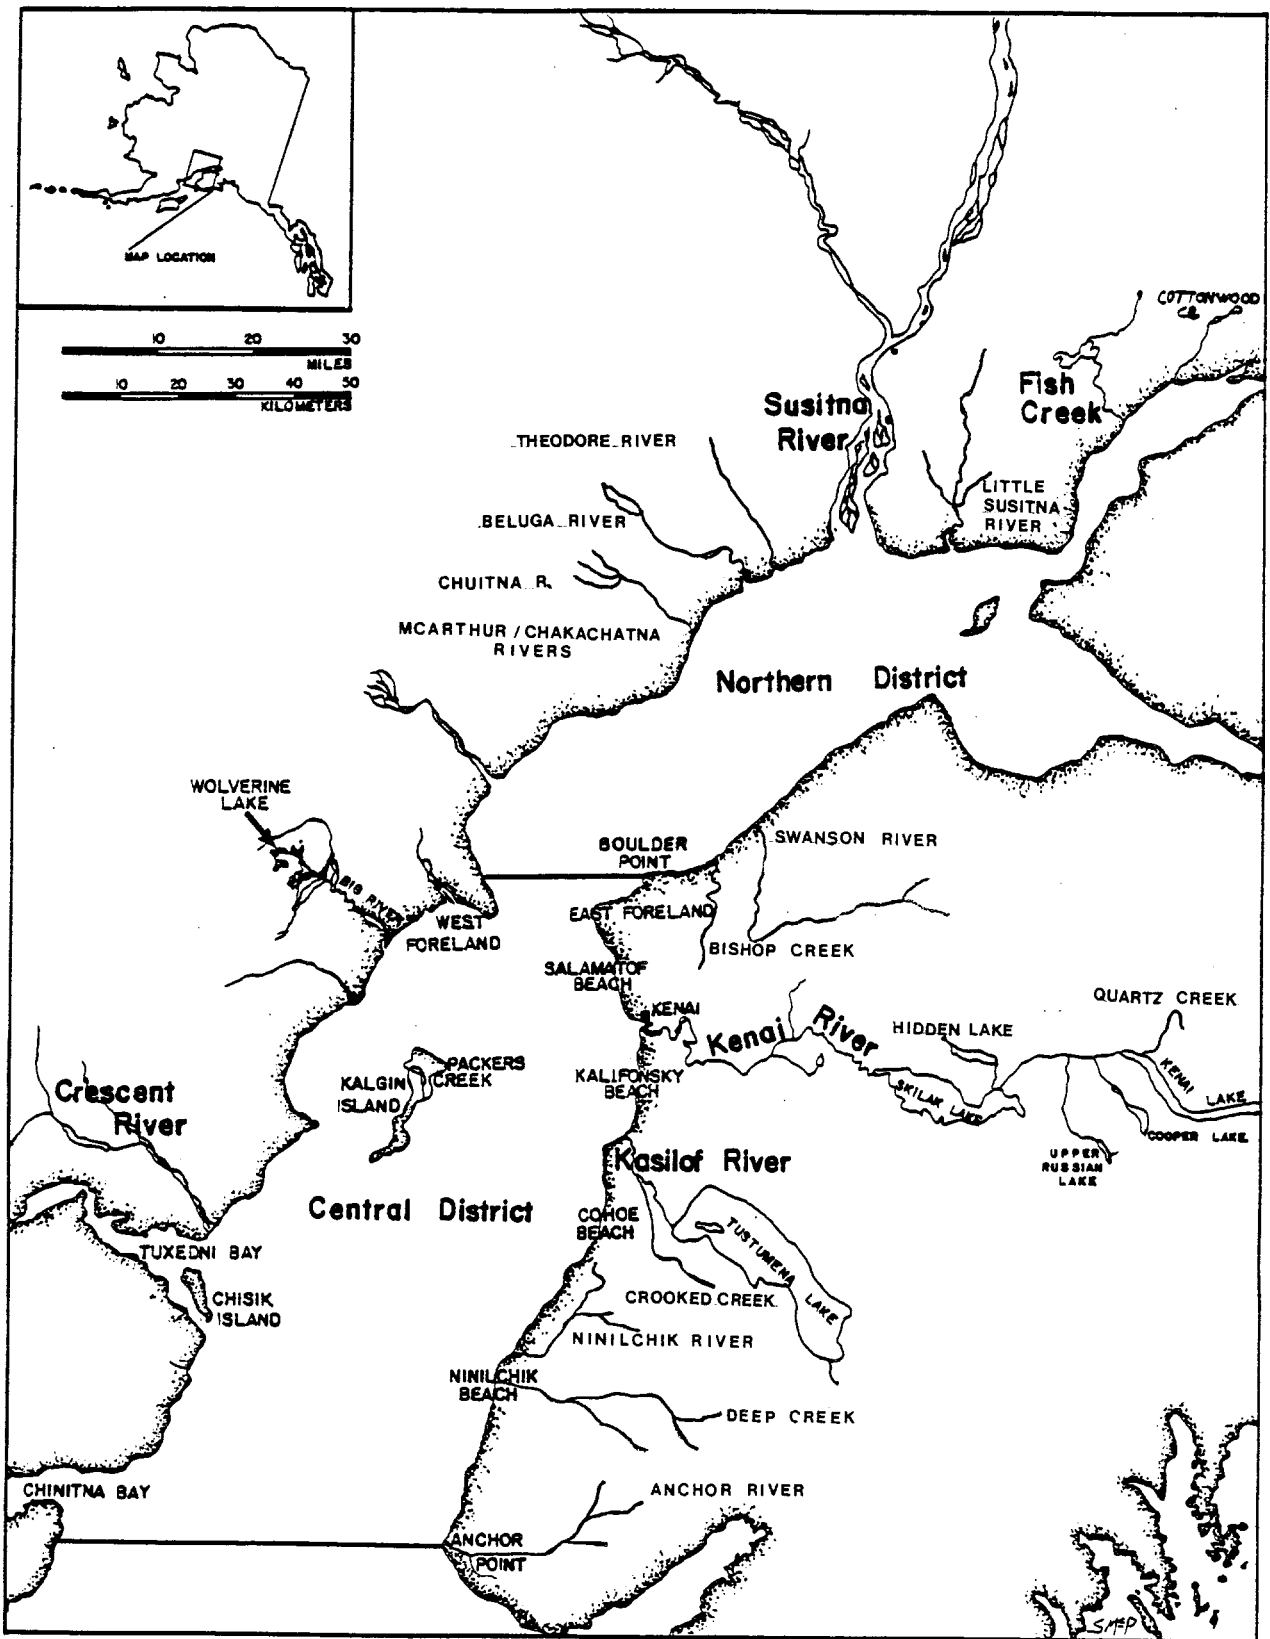 MAP LOCATION
10 20 30
MILES
10 20 30 40 50
KILOMETERS
COTTONWOOD
CR
Fish
Creek
Susitna
River
THEODORE RIVER
LITTLE
SUSITNA
RIVER
BELUGA RIVER
CHUITNA R.
MCARTHUR / CHAKACHATNA
RIVERS
Northern District
WOLVERINE
LAKE
BOULDER
POINT
SWANSON RIVER
BIG RIVER
WEST
FORELAND
EAST FORELAND
BISHOP CREEK
SALAMATOF
BEACH
QUARTZ CREEK
KENAI
Kenai River
HIDDEN LAKE
PACKERS
CREEK
KALGIN
ISLAND
KALIFONSKY
BEACH
SKILAK LAKE
KENAI LAKE
COOPER LAKE
UPPER
RUSSIAN
LAKE
Crescent
River
Kasilof River
Central District
COHOE
BEACH
TUSTUMENA LAKE
TUXEDNI BAY
CHISIK
ISLAND
CROOKED CREEK
NINILCHIK RIVER
NINILCHIK
BEACH
DEEP CREEK
CHINITNA BAY
ANCHOR RIVER
ANCHOR
POINT
SMcP